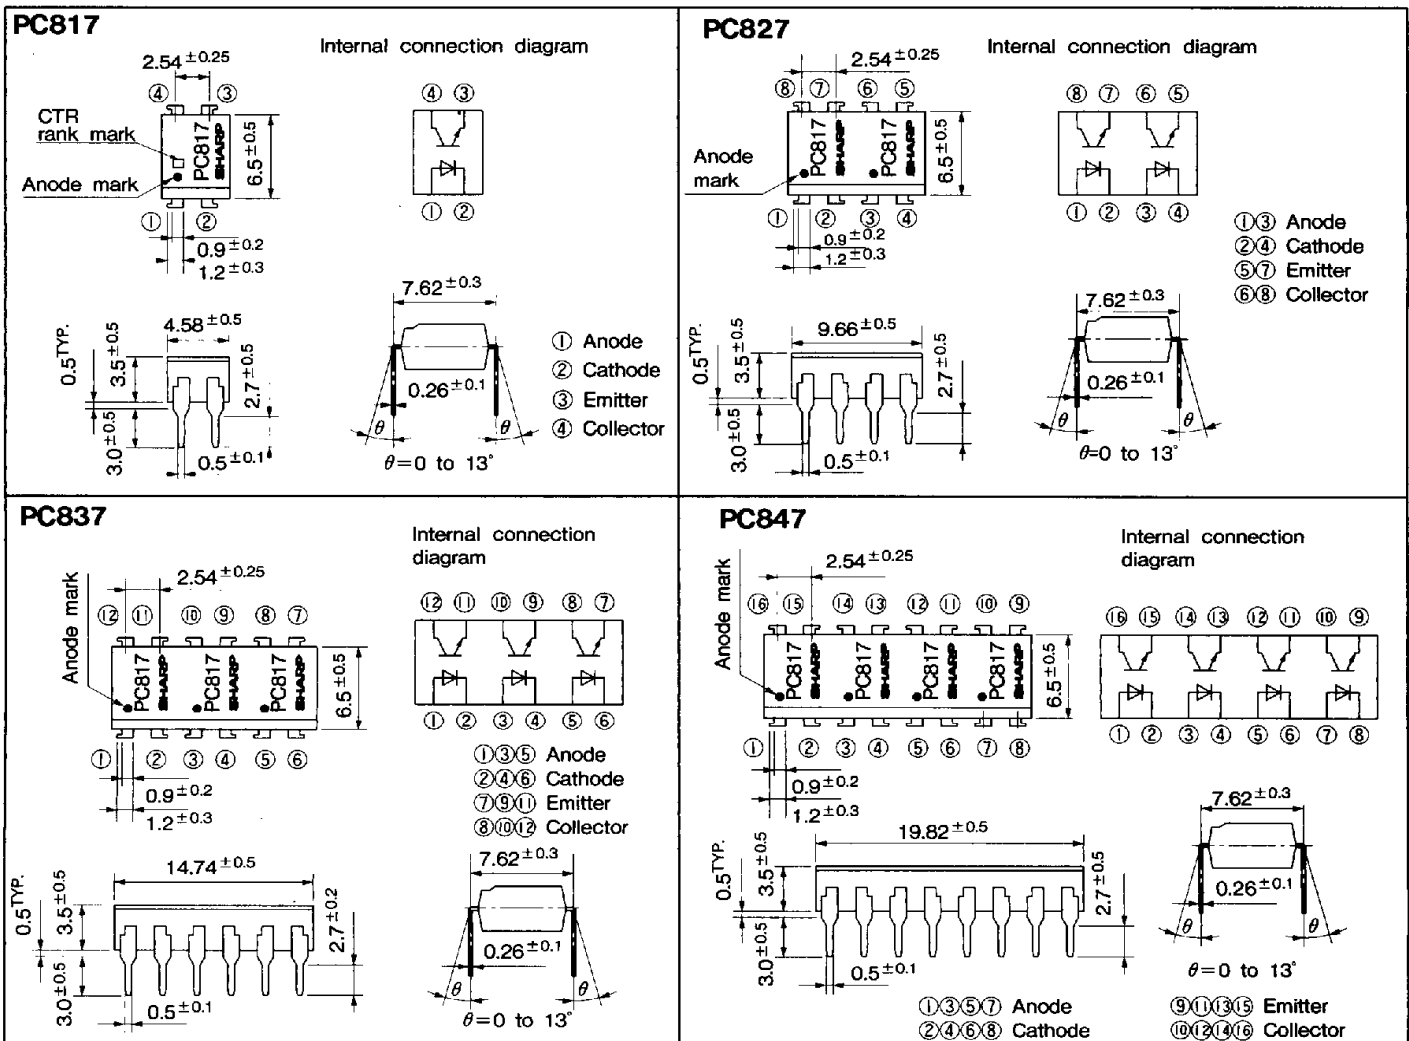 PC817
Internal connection diagram
2.54±0.25
④ ③
④ ③
CTR
rank mark
Anode mark
PC817
SHARP
6.5±0.5
① ②
① ②
0.9±0.2
1.2±0.3
4.58±0.5
7.62±0.3
0.5TYP.
3.5±0.5
2.7±0.5
3.0±0.5
0.5±0.1
0.26±0.1
θ θ
θ=0 to 13°
① Anode
② Cathode
③ Emitter
④ Collector
PC827
Internal connection diagram
2.54±0.25
⑧ ⑦ ⑥ ⑤
⑧ ⑦ ⑥ ⑤
Anode
mark
PC817
SHARP
PC817
SHARP
6.5±0.5
① ② ③ ④
① ② ③ ④
0.9±0.2
1.2±0.3
①③ Anode
②④ Cathode
⑤⑦ Emitter
⑥⑧ Collector
9.66±0.5
7.62±0.3
0.5TYP.
3.5±0.5
2.7±0.5
3.0±0.5
0.5±0.1
0.26±0.1
θ θ
θ=0 to 13°
PC837
Internal connection
diagram
Anode mark
2.54±0.25
⑫ ⑪ ⑩ ⑨ ⑧ ⑦
⑫ ⑪ ⑩ ⑨ ⑧ ⑦
PC817
SHARP
PC817
SHARP
PC817
SHARP
6.5±0.5
① ② ③ ④ ⑤ ⑥
① ② ③ ④ ⑤ ⑥
0.9±0.2
1.2±0.3
①③⑤ Anode
②④⑥ Cathode
⑦⑨⑪ Emitter
⑧⑩⑫ Collector
14.74±0.5
7.62±0.3
0.5TYP.
3.5±0.5
2.7±0.2
3.0±0.5
0.5±0.1
0.26±0.1
θ θ
θ=0 to 13°
PC847
Internal connection
diagram
Anode mark
2.54±0.25
⑯ ⑮ ⑭ ⑬ ⑫ ⑪ ⑩ ⑨
⑯ ⑮ ⑭ ⑬ ⑫ ⑪ ⑩ ⑨
PC817
SHARP
PC817
SHARP
PC817
SHARP
PC817
SHARP
6.5±0.5
① ② ③ ④ ⑤ ⑥ ⑦ ⑧
① ② ③ ④ ⑤ ⑥ ⑦ ⑧
0.9±0.2
1.2±0.3
19.82±0.5
7.62±0.3
0.5TYP.
3.5±0.5
2.7±0.5
3.0±0.5
0.5±0.1
0.26±0.1
θ θ
θ=0 to 13°
①③⑤⑦ Anode
②④⑥⑧ Cathode
⑨⑪⑬⑮ Emitter
⑩⑫⑭⑯ Collector